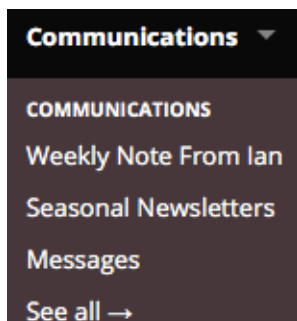 Communications
COMMUNICATIONS
Weekly Note From Ian
Seasonal Newsletters
Messages
See all →